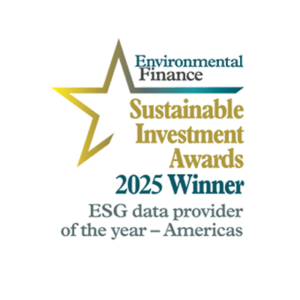 Environmental
Finance
Sustainable
Investment
Awards
2025 Winner
ESG data provider
of the year – Americas